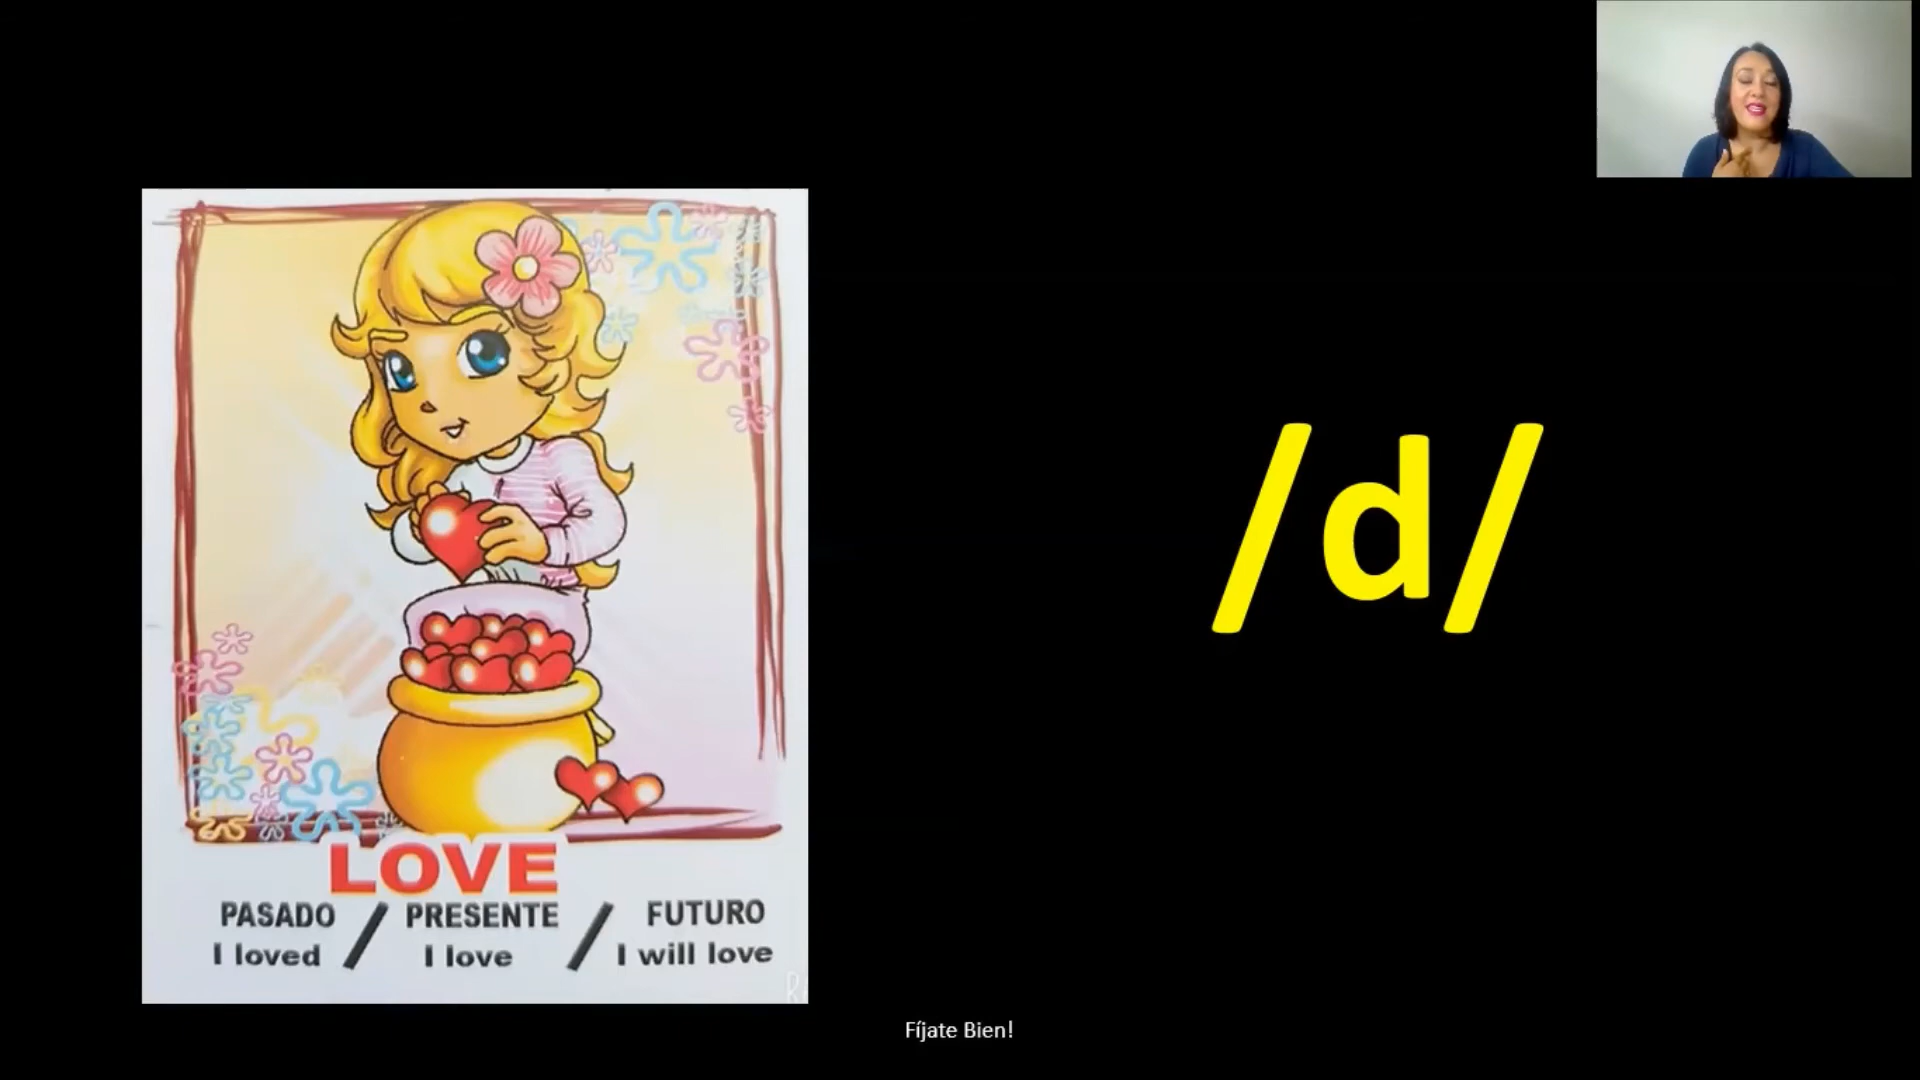 /d/
LOVE
PASADO / PRESENTE / FUTURO
I loved / I love / I will love
Fíjate Bien!